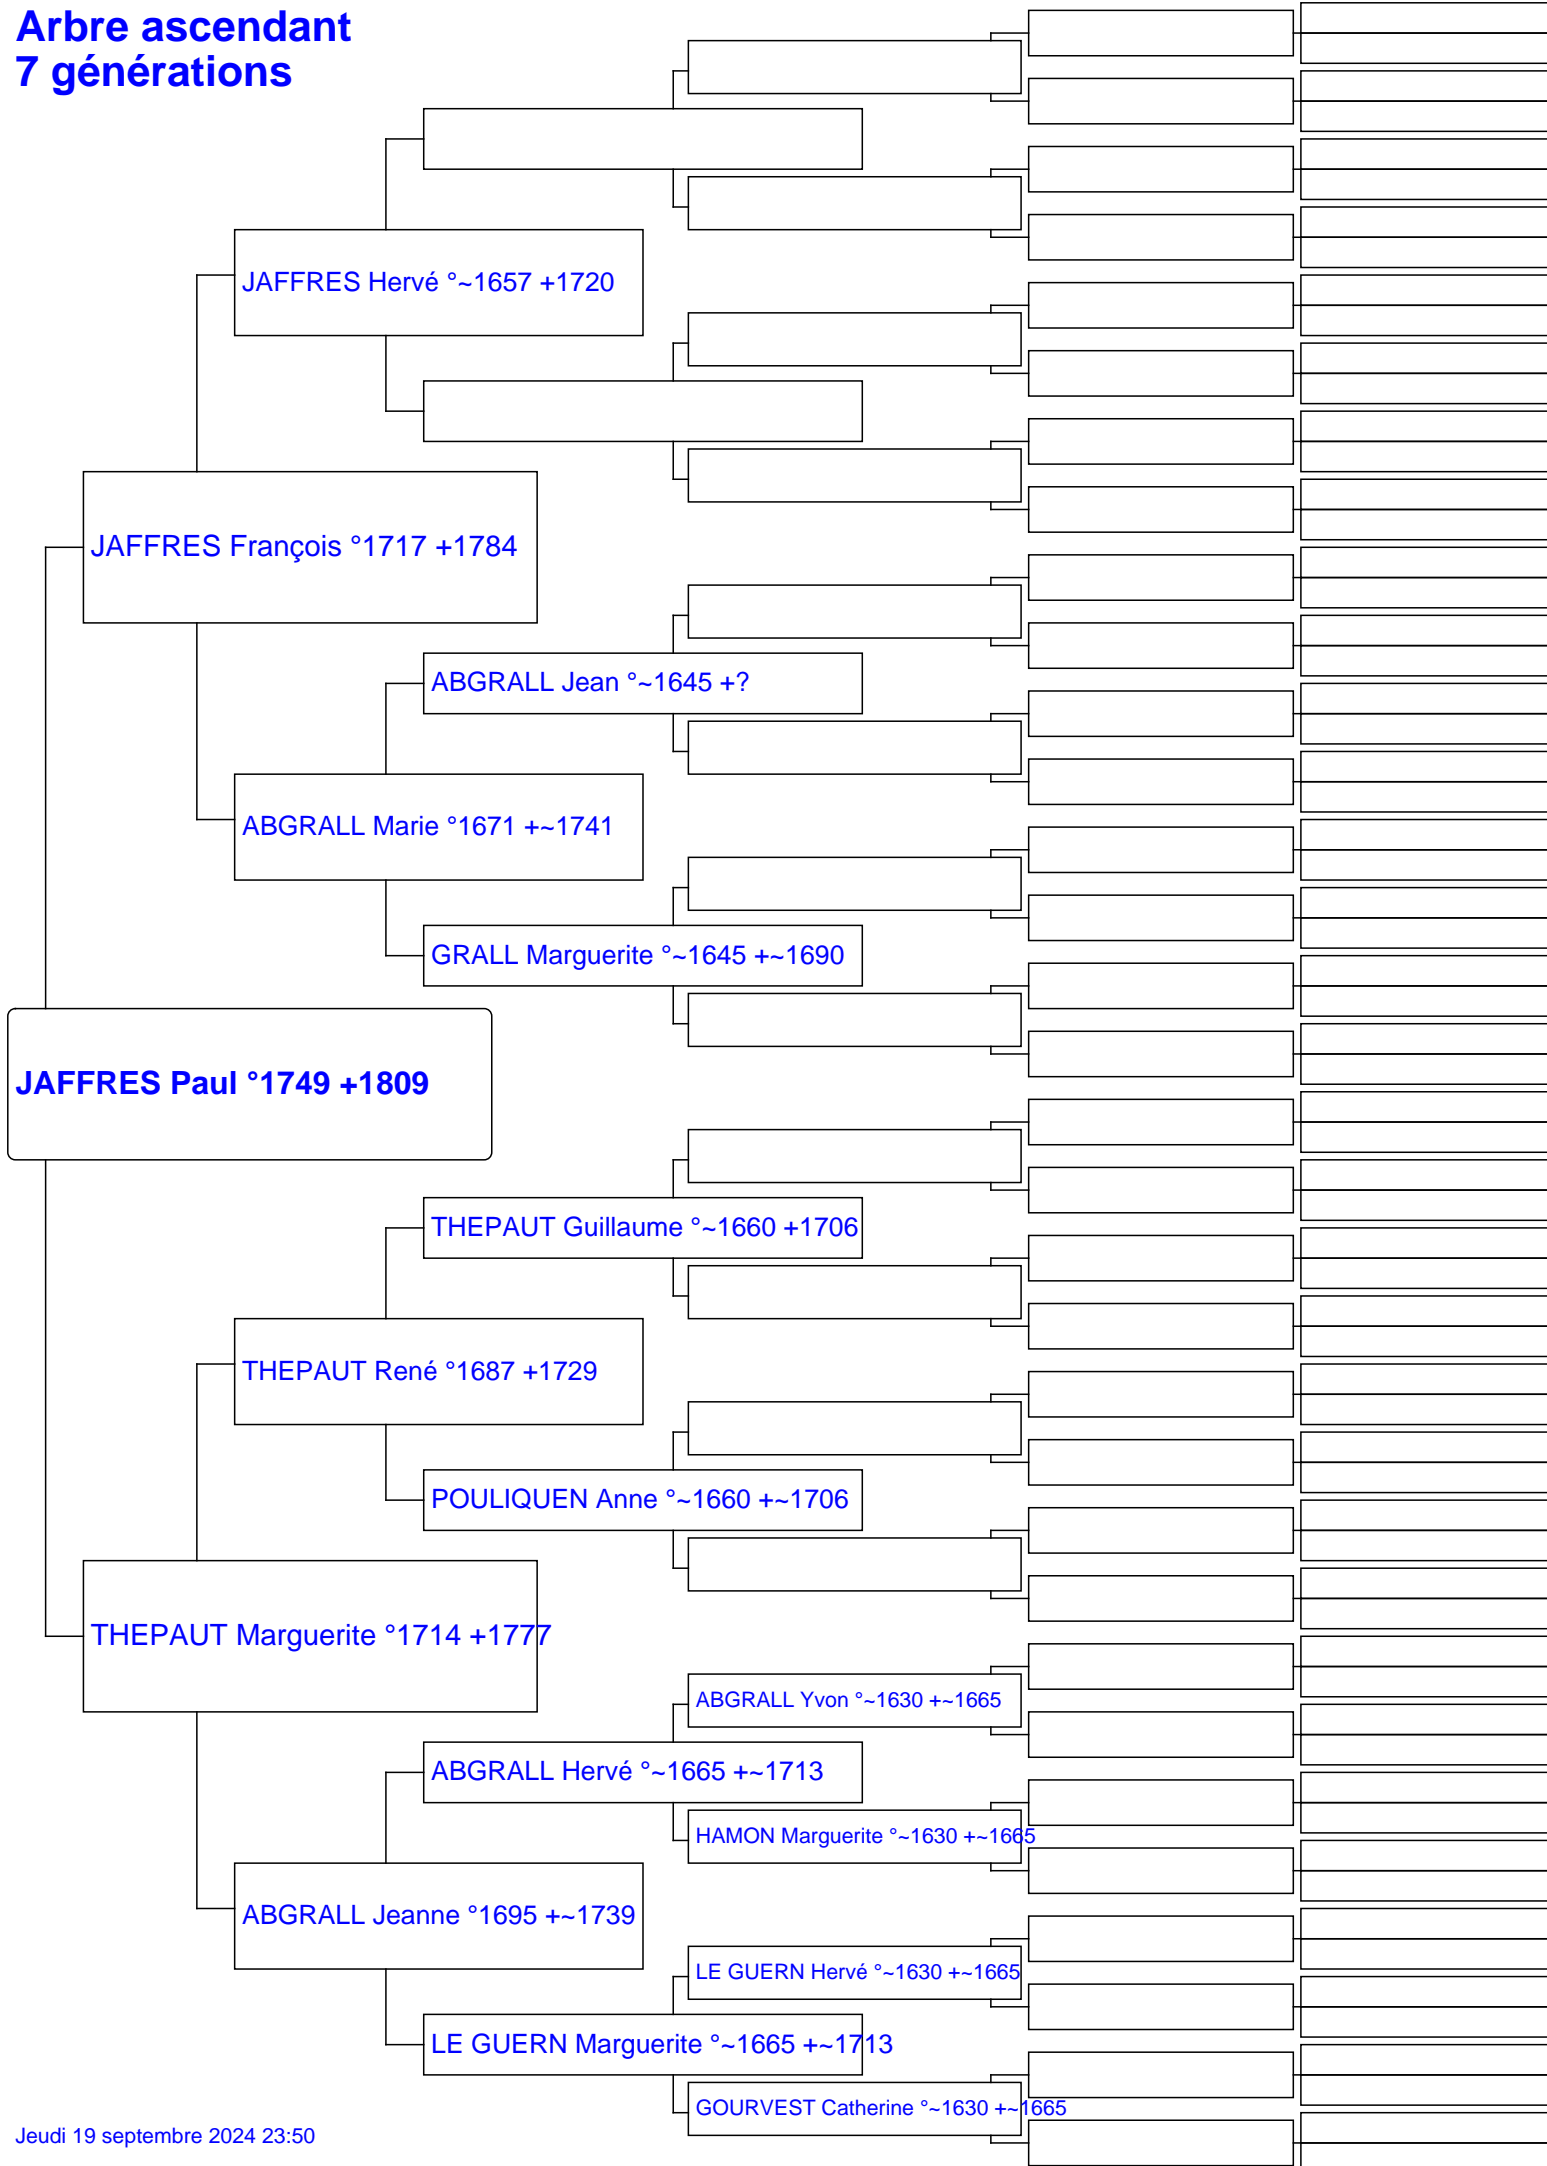 Arbre ascendant
7 générations
JAFFRES Hervé °~1657 +1720
JAFFRES François °1717 +1784
ABGRALL Jean °~1645 +?
ABGRALL Marie °1671 +~1741
GRALL Marguerite °~1645 +~1690
JAFFRES Paul °1749 +1809
THEPAUT Guillaume °~1660 +1706
THEPAUT René °1687 +1729
POULIQUEN Anne °~1660 +~1706
THEPAUT Marguerite °1714 +1777
ABGRALL Yvon °~1630 +~1665
ABGRALL Hervé °~1665 +~1713
HAMON Marguerite °~1630 +~1665
ABGRALL Jeanne °1695 +~1739
LE GUERN Hervé °~1630 +~1665
LE GUERN Marguerite °~1665 +~1713
GOURVEST Catherine °~1630 +~1665
Jeudi 19 septembre 2024 23:50